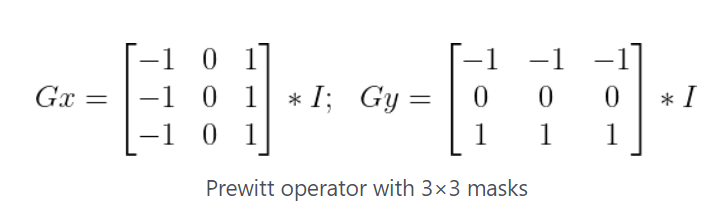 Gx = [−1 0 1
−1 0 1
−1 0 1] ∗ I; Gy = [−1 −1 −1
0 0 0
1 1 1] ∗ I
Prewitt operator with 3×3 masks